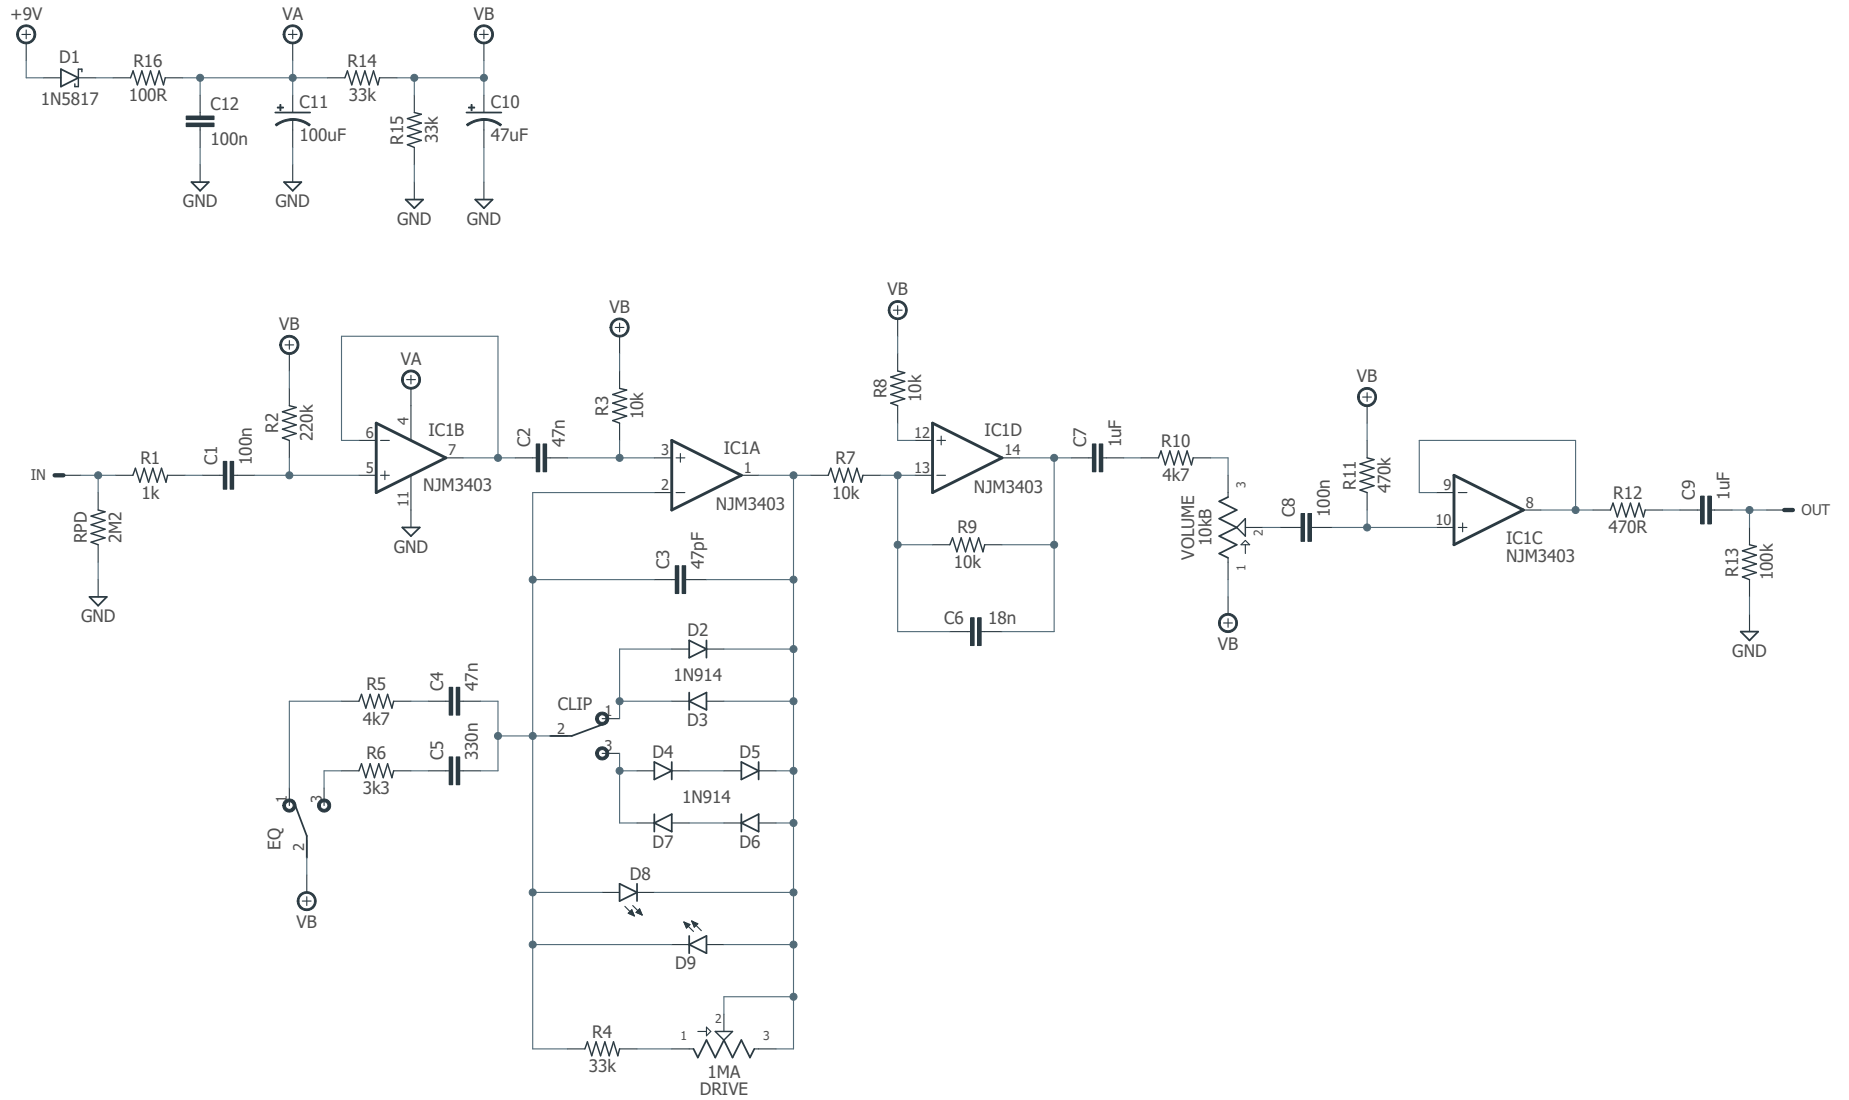 +9V
VA
VB
D1
1N5817
R16
100R
C12
100n
C11
100uF
R14
33k
R15
33k
C10
47uF
GND
GND
GND
GND
IN
RPD
2M2
GND
R1
1k
C1
100n
VB
R2
220k
VA
4
6
5
7
11
IC1B
NJM3403
GND
C2
47n
VB
R3
10k
3
2
1
IC1A
NJM3403
R7
10k
VB
R8
10k
12
13
14
IC1D
NJM3403
R9
10k
C6
18n
C7
1uF
R10
4k7
VOLUME
10kB
3
2
1
VB
C8
100n
VB
R11
470k
9
10
8
IC1C
NJM3403
R12
470R
C9
1uF
OUT
R13
100k
GND
C3
47pF
D2
1N914
D3
CLIP
1
2
3
D4
D5
1N914
D7
D6
R5
4k7
C4
47n
R6
3k3
C5
330n
EQ
1
3
2
VB
D8
D9
R4
33k
1
2
3
1MA
DRIVE